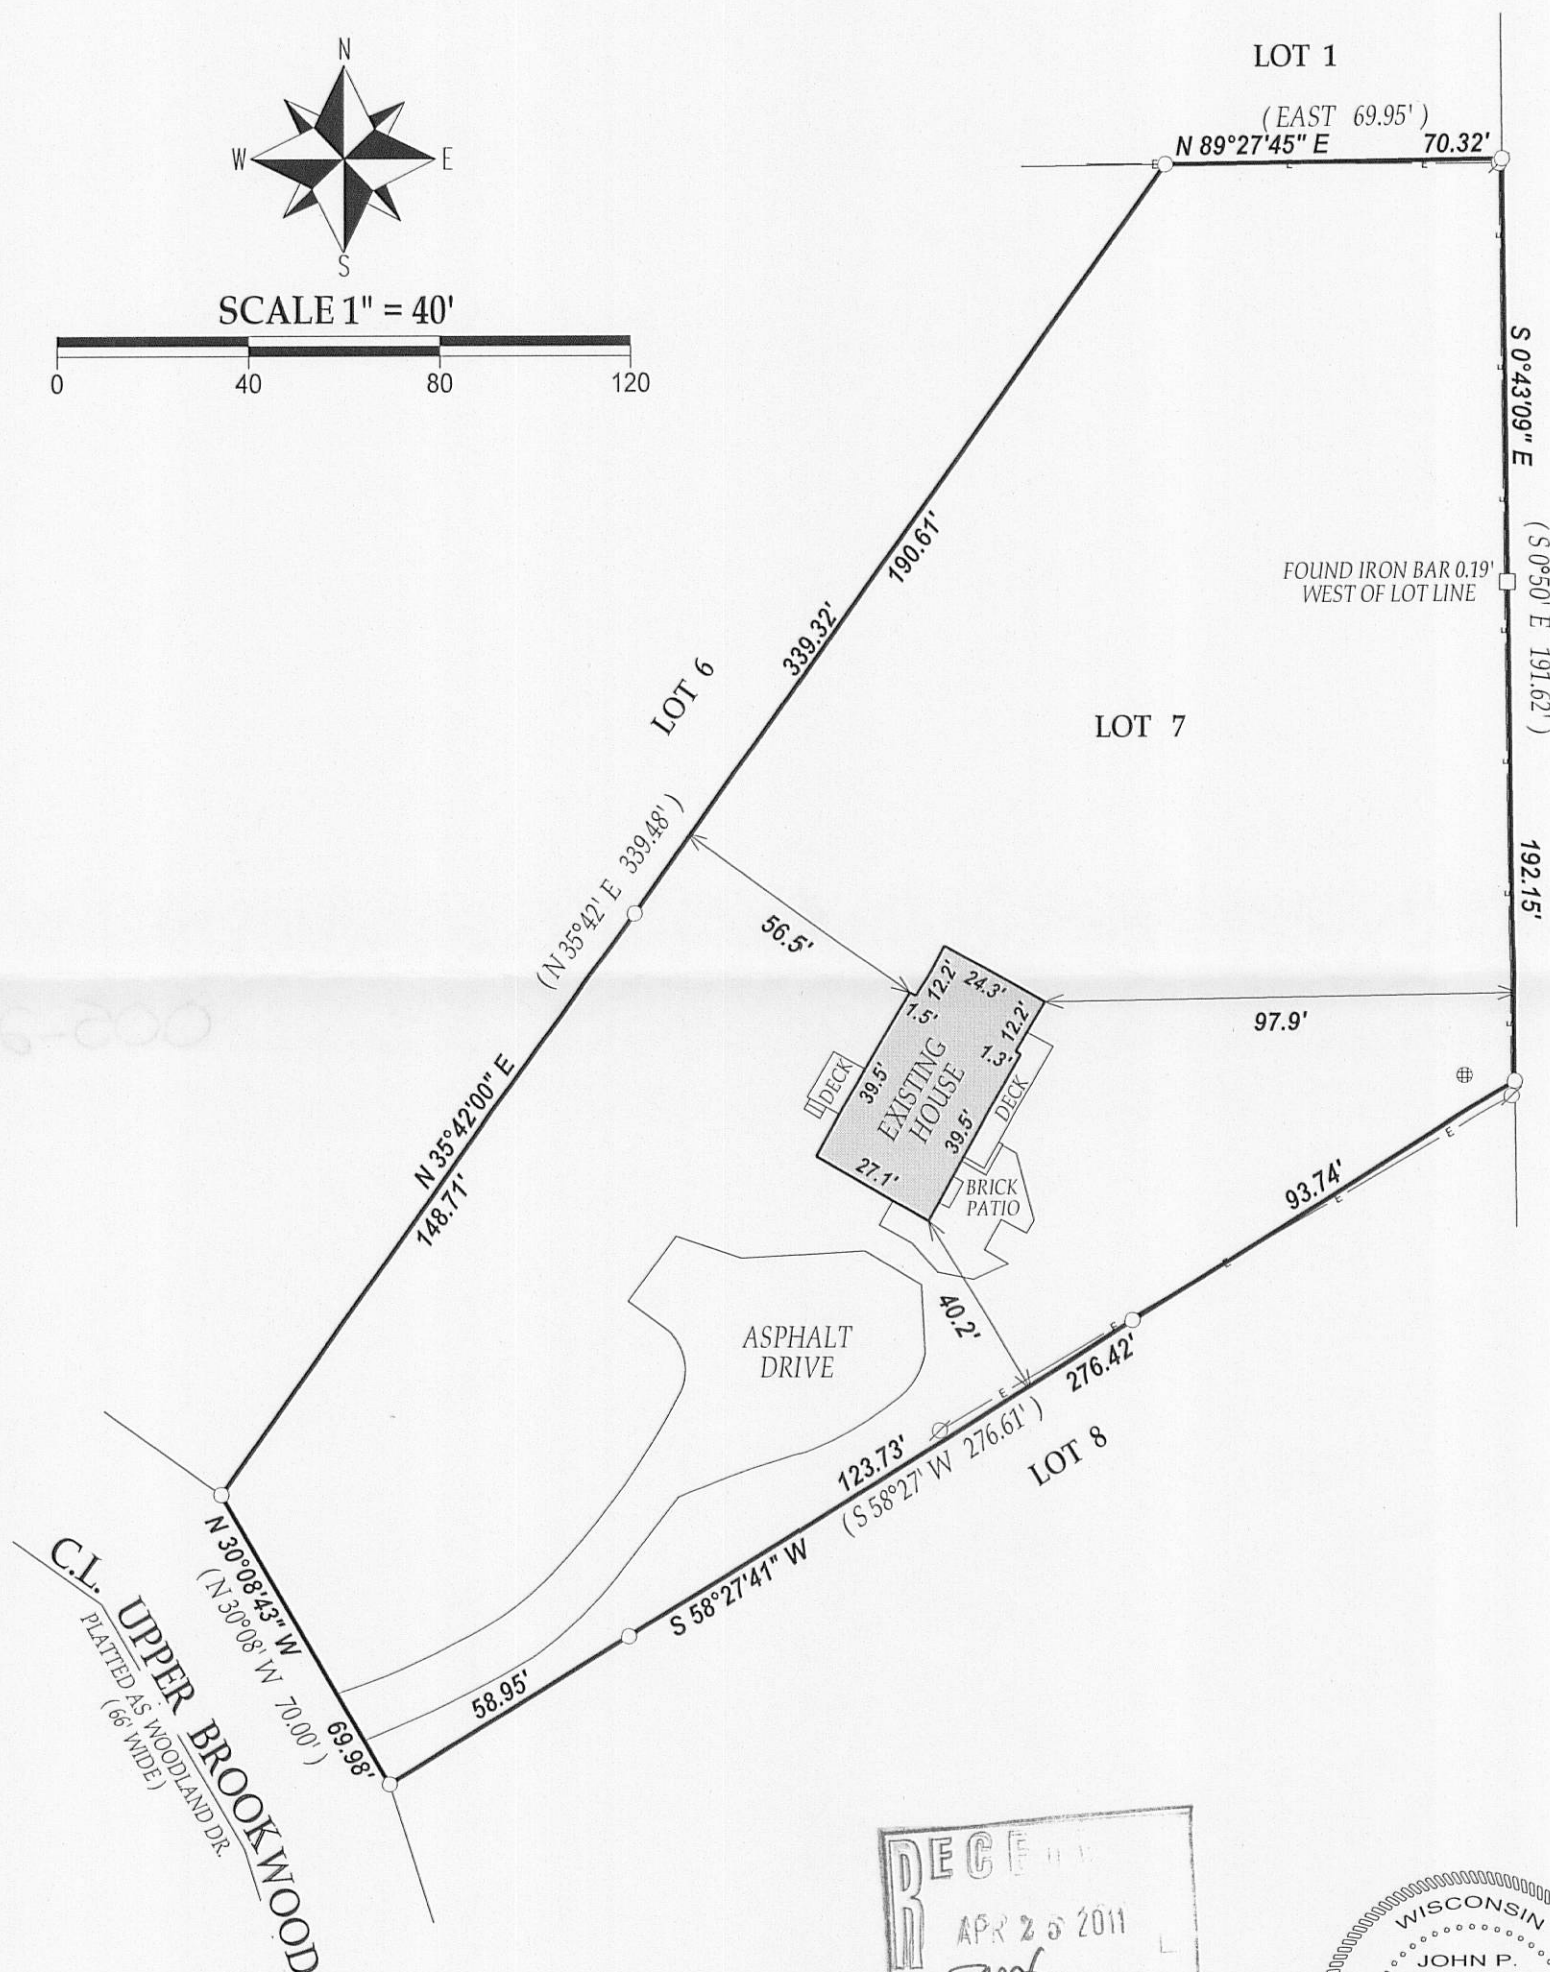 N
W E
S
SCALE 1" = 40'
0 40 80 120
LOT 1
( EAST 69.95' )
N 89°27'45" E 70.32'
S 0°43'09" E
( S 0°50' E 191.62' )
192.15'
FOUND IRON BAR 0.19'
WEST OF LOT LINE
190.61'
339.32'
LOT 6
LOT 7
( N 35°42' E 339.48' )
N 35°42'00" E
148.71'
56.5'
97.9'
12.2'
24.3'
1.5'
12.2'
1.3'
39.5'
EXISTING
HOUSE
39.5'
27.1'
DECK
DECK
BRICK
PATIO
40.2'
93.74'
276.42'
ASPHALT
DRIVE
123.73'
( S 58°27' W 276.61' )
LOT 8
S 58°27'41" W
58.95'
N 30°08'43" W
( N 30°08' W 70.00' )
69.98'
C.L. UPPER BROOKWOOD
PLATTED AS WOODLAND DR.
( 66' WIDE )
APR 25 2011
WISCONSIN
JOHN P.